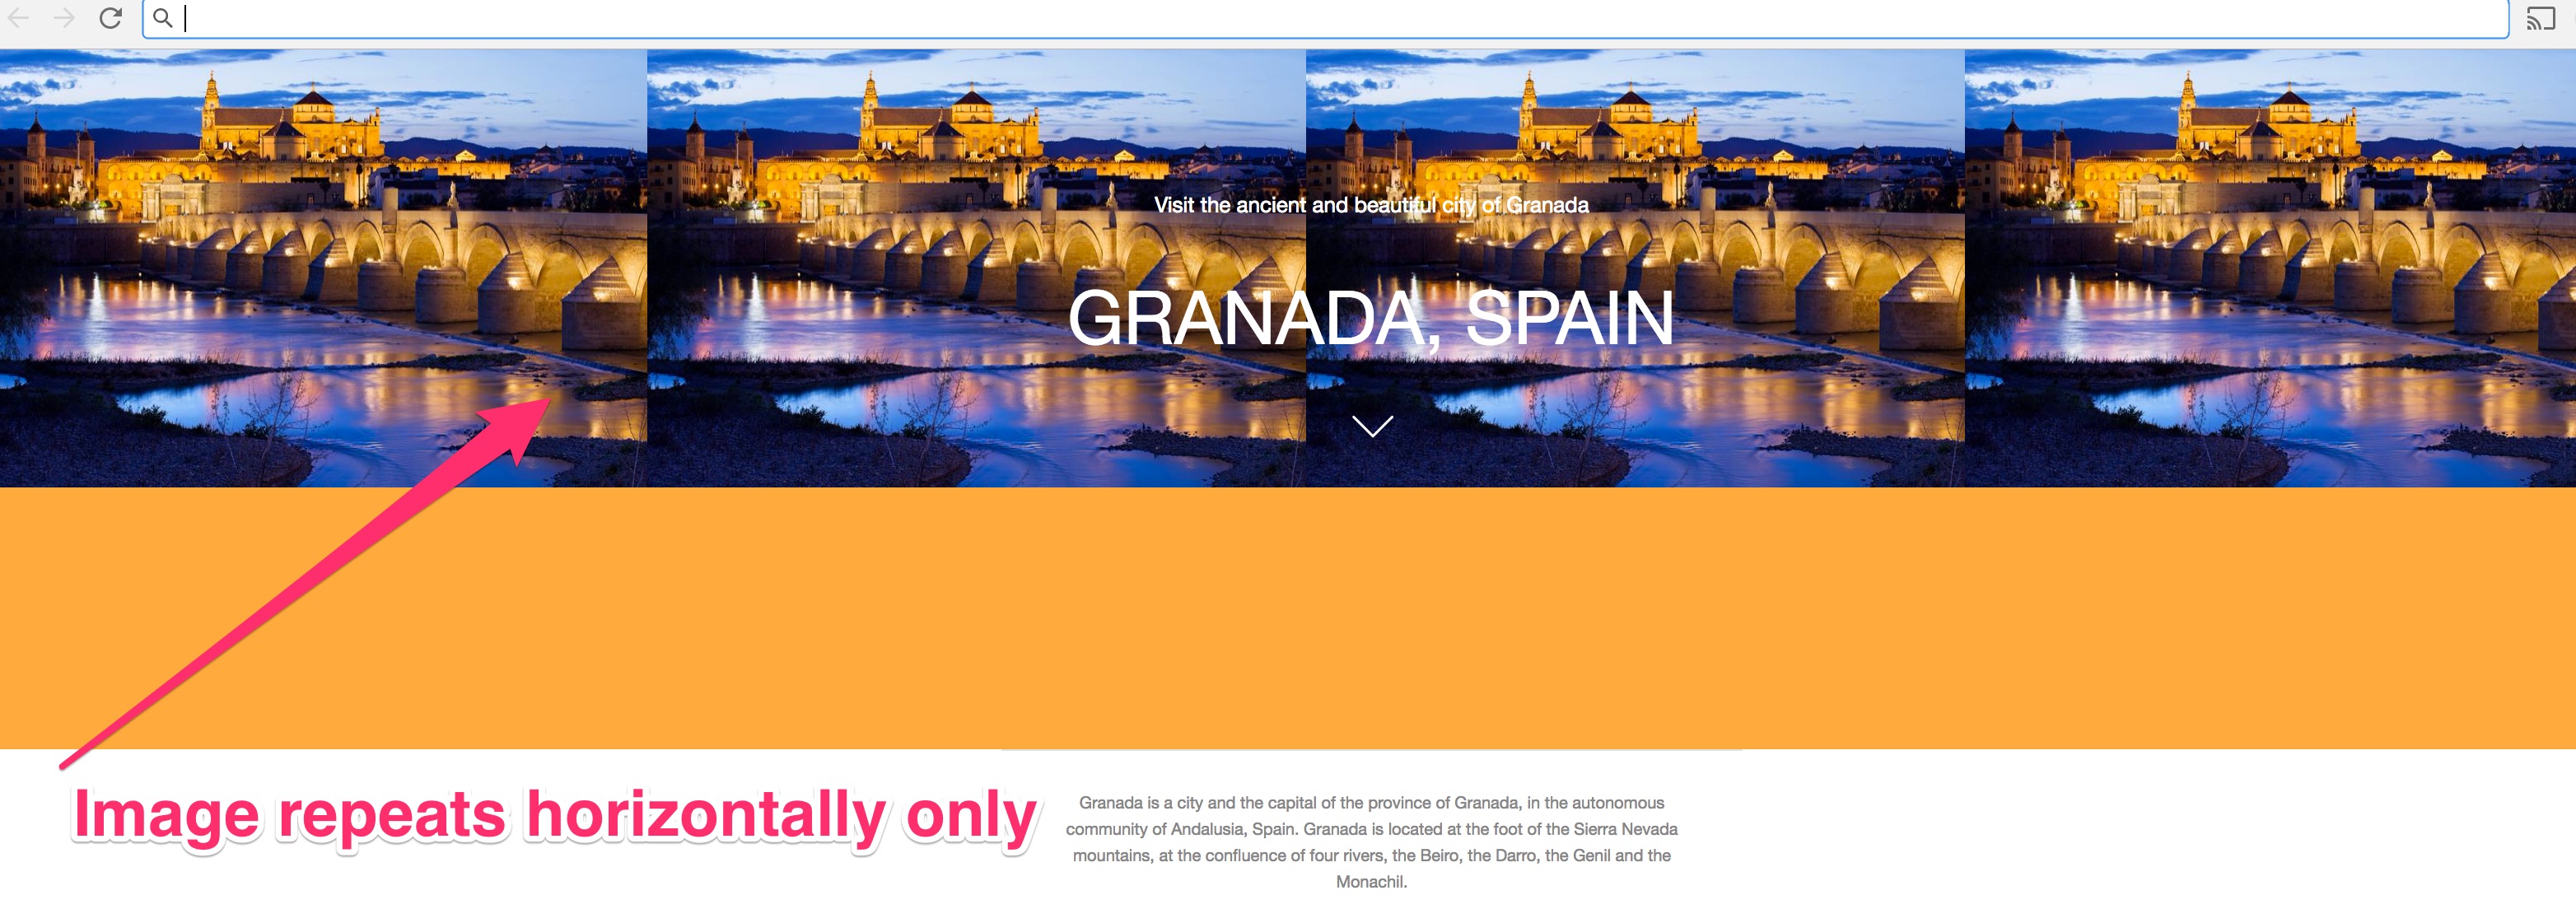 Visit the ancient and beautiful city of Granada
GRANADA, SPAIN
Image repeats horizontally only
Granada is a city and the capital of the province of Granada, in the autonomous
community of Andalusia, Spain. Granada is located at the foot of the Sierra Nevada
mountains, at the confluence of four rivers, the Beiro, the Darro, the Genil and the
Monachil.